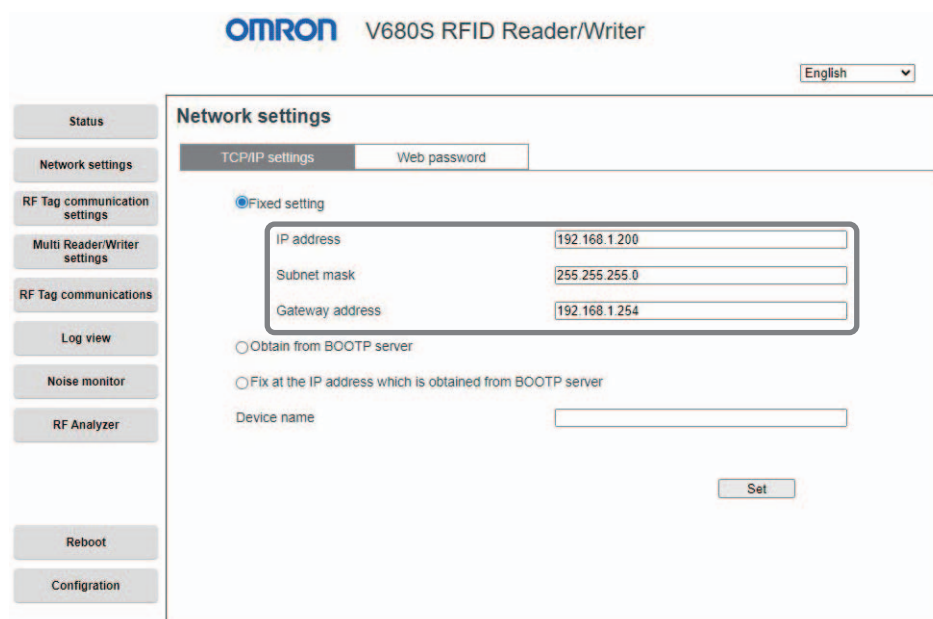 OMRON V680S RFID Reader/Writer
English
Status
Network settings
RF Tag communication
settings
Multi Reader/Writer
settings
RF Tag communications
Log view
Noise monitor
RF Analyzer
Reboot
Configration
Network settings
TCP/IP settings Web password
Fixed setting
IP address 192.168.1.200
Subnet mask 255.255.255.0
Gateway address 192.168.1.254
Obtain from BOOTP server
Fix at the IP address which is obtained from BOOTP server
Device name
Set